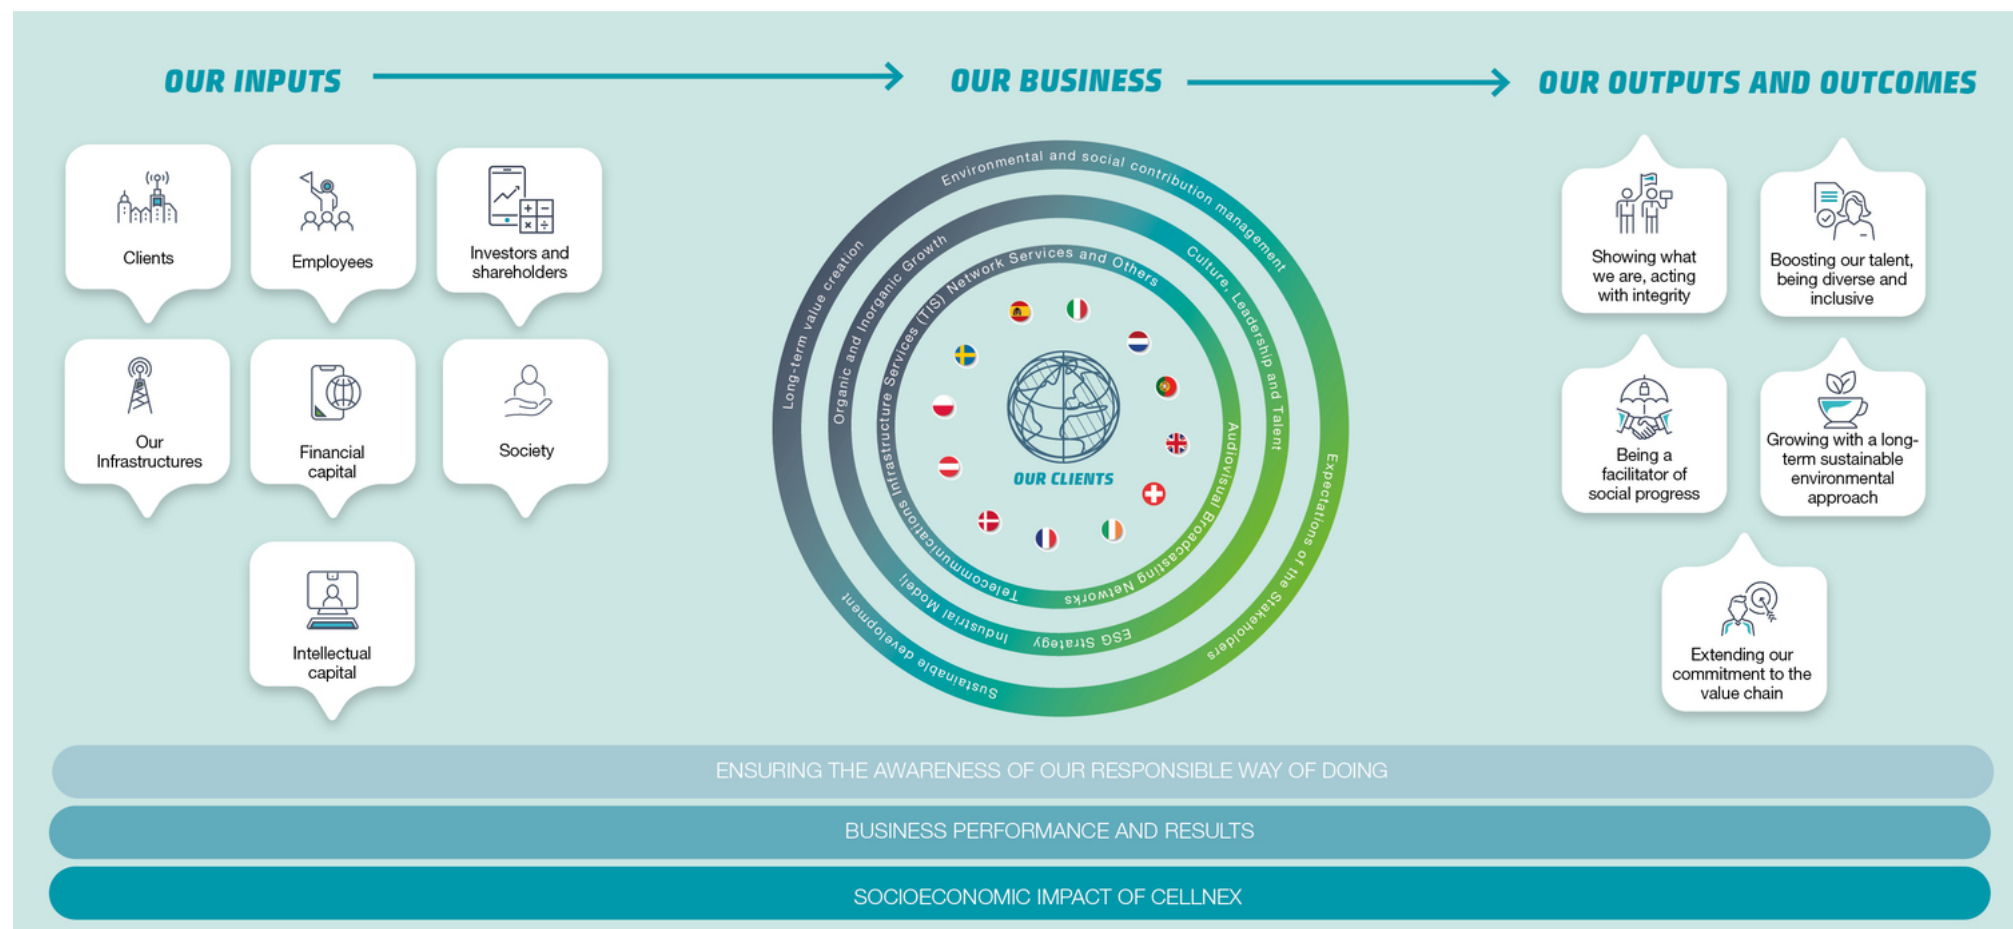 OUR INPUTS
OUR BUSINESS
OUR OUTPUTS AND OUTCOMES
Clients
Employees
Investors and
shareholders
Our
Infrastructures
Financial
capital
Society
Intellectual
capital
Long-term value creation
Environmental and social contribution management
Expectations of the Stakeholders
Sustainable development
Organic and Inorganic Growth
Culture, Leadership and Talent
ESG Strategy
Industrial Model|
Telecommunications Infrastructure Services (TIS) Network Services and Others
Audiovisual Broadcasting Networks
OUR CLIENTS
Showing what
we are, acting
with integrity
Boosting our talent,
being diverse and
inclusive
Being a
facilitator of
social progress
Growing with a long-
term sustainable
environmental
approach
Extending our
commitment to the
value chain
ENSURING THE AWARENESS OF OUR RESPONSIBLE WAY OF DOING
BUSINESS PERFORMANCE AND RESULTS
SOCIOECONOMIC IMPACT OF CELLNEX